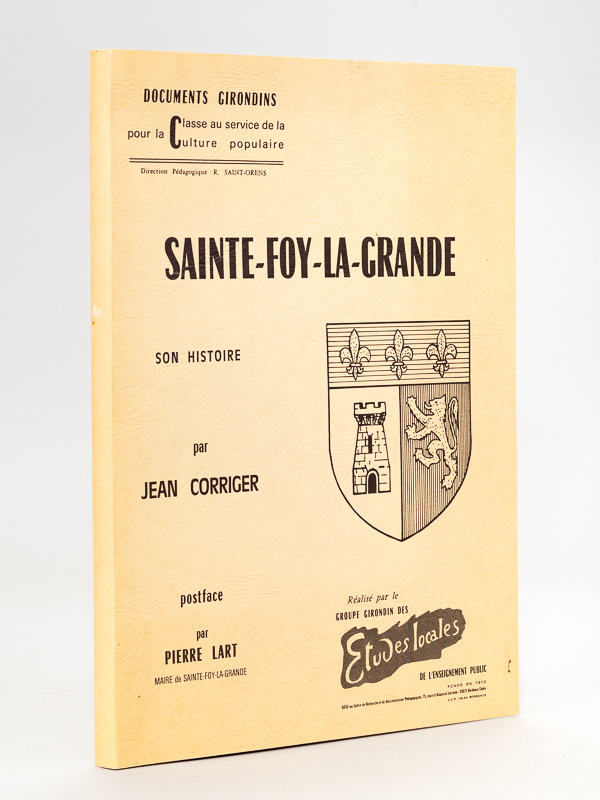 DOCUMENTS GIRONDINS
pour la Classe au service de la
Culture populaire
Direction Pédagogique : R. SAINT-ORENS
SAINTE-FOY-LA-GRANDE
SON HISTOIRE
par
JEAN CORRIGER
postface
par
PIERRE LART
MAIRE de SAINTE-FOY-LA-GRANDE
Réalisé par le
GROUPE GIRONDIN DES
Etudes locales
DE L'ENSEIGNEMENT PUBLIC
FONDÉ EN 1912